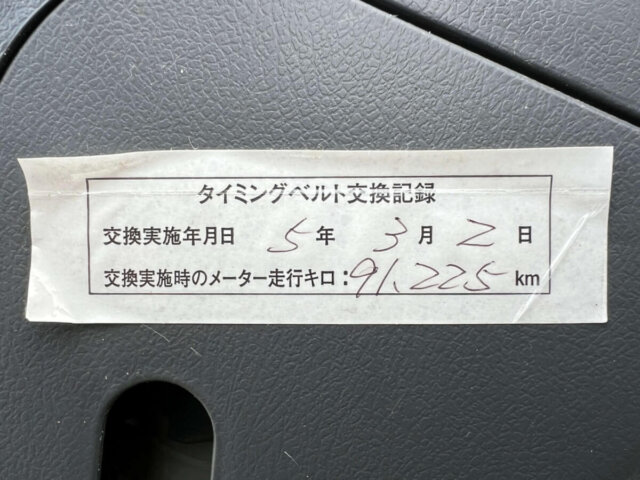 タイミングベルト交換記録
交換実施年月日 5年 3月 2日
交換実施時のメーター走行キロ：91,225 km